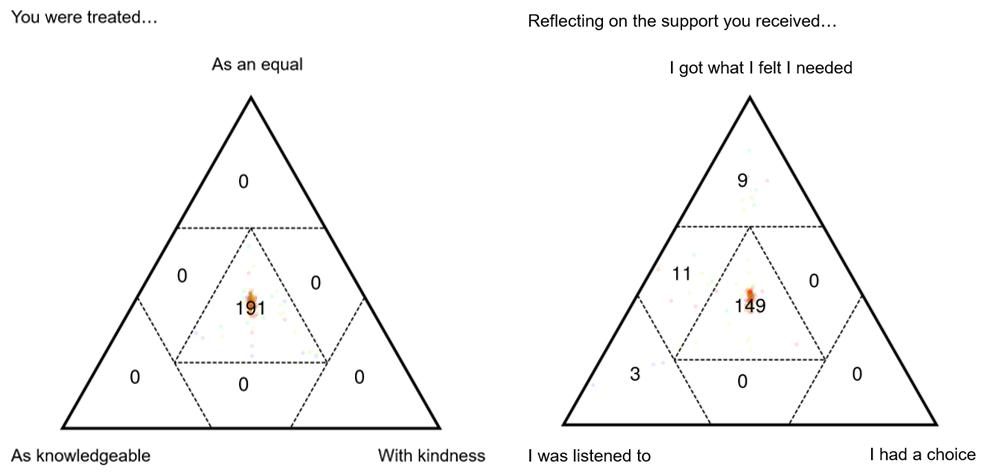 You were treated…
As an equal
0
0
0
191
0
0
0
As knowledgeable
With kindness
Reflecting on the support you received…
I got what I felt I needed
9
11
0
149
3
0
0
I was listened to
I had a choice